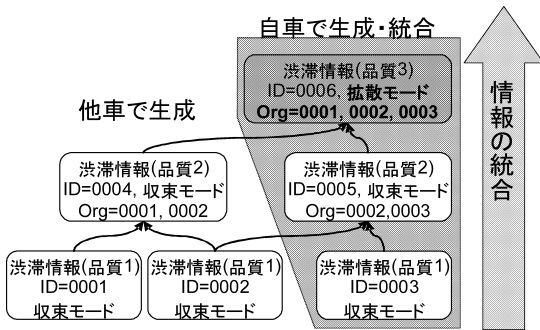 自車で生成・統合
渋滞情報(品質3)
ID=0006, 拡散モード
Org=0001, 0002, 0003
他車で生成
渋滞情報(品質2)
ID=0004, 収束モード
Org=0001, 0002
渋滞情報(品質2)
ID=0005, 収束モード
Org=0002,0003
渋滞情報(品質1)
ID=0001
収束モード
渋滞情報(品質1)
ID=0002
収束モード
渋滞情報(品質1)
ID=0003
収束モード
情報の統合